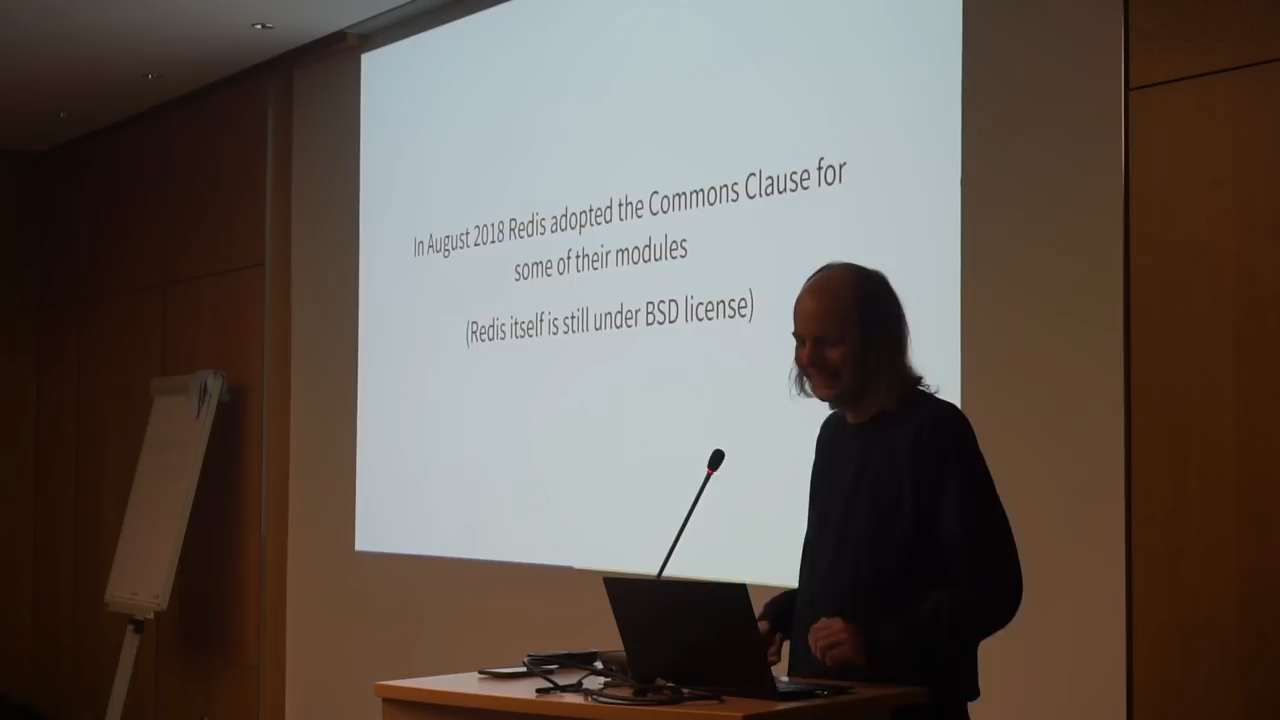 In August 2018 Redis adopted the Commons Clause for
some of their modules
(Redis itself is still under BSD license)